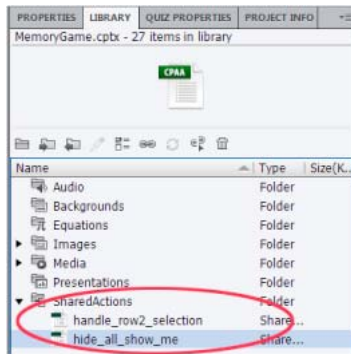 PROPERTIES LIBRARY QUIZ PROPERTIES PROJECT INFO
MemoryGame.cptx - 27 items in library
CPAA
Name Type Size(K...
Audio Folder
Backgrounds Folder
Equations Folder
Images Folder
Media Folder
Presentations Folder
SharedActions Folder
handle_row2_selection Share...
hide_all_show_me Share...